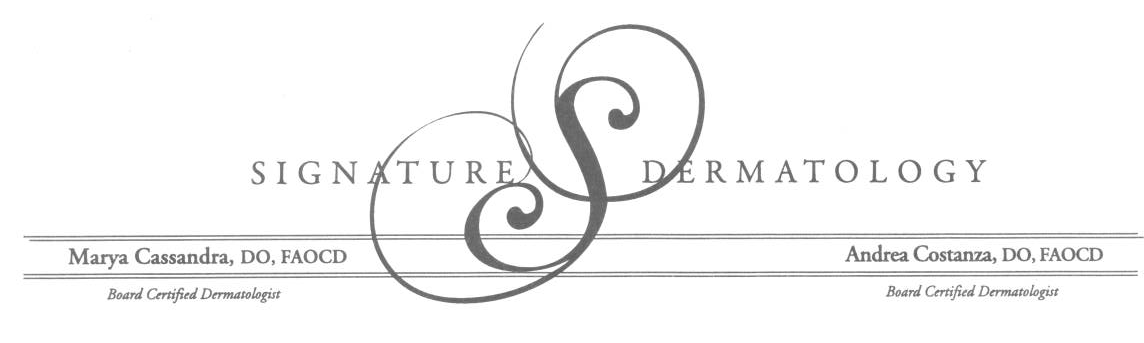 SIGNATURE DERMATOLOGY
Marya Cassandra, DO, FAOCD
Board Certified Dermatologist
Andrea Costanza, DO, FAOCD
Board Certified Dermatologist